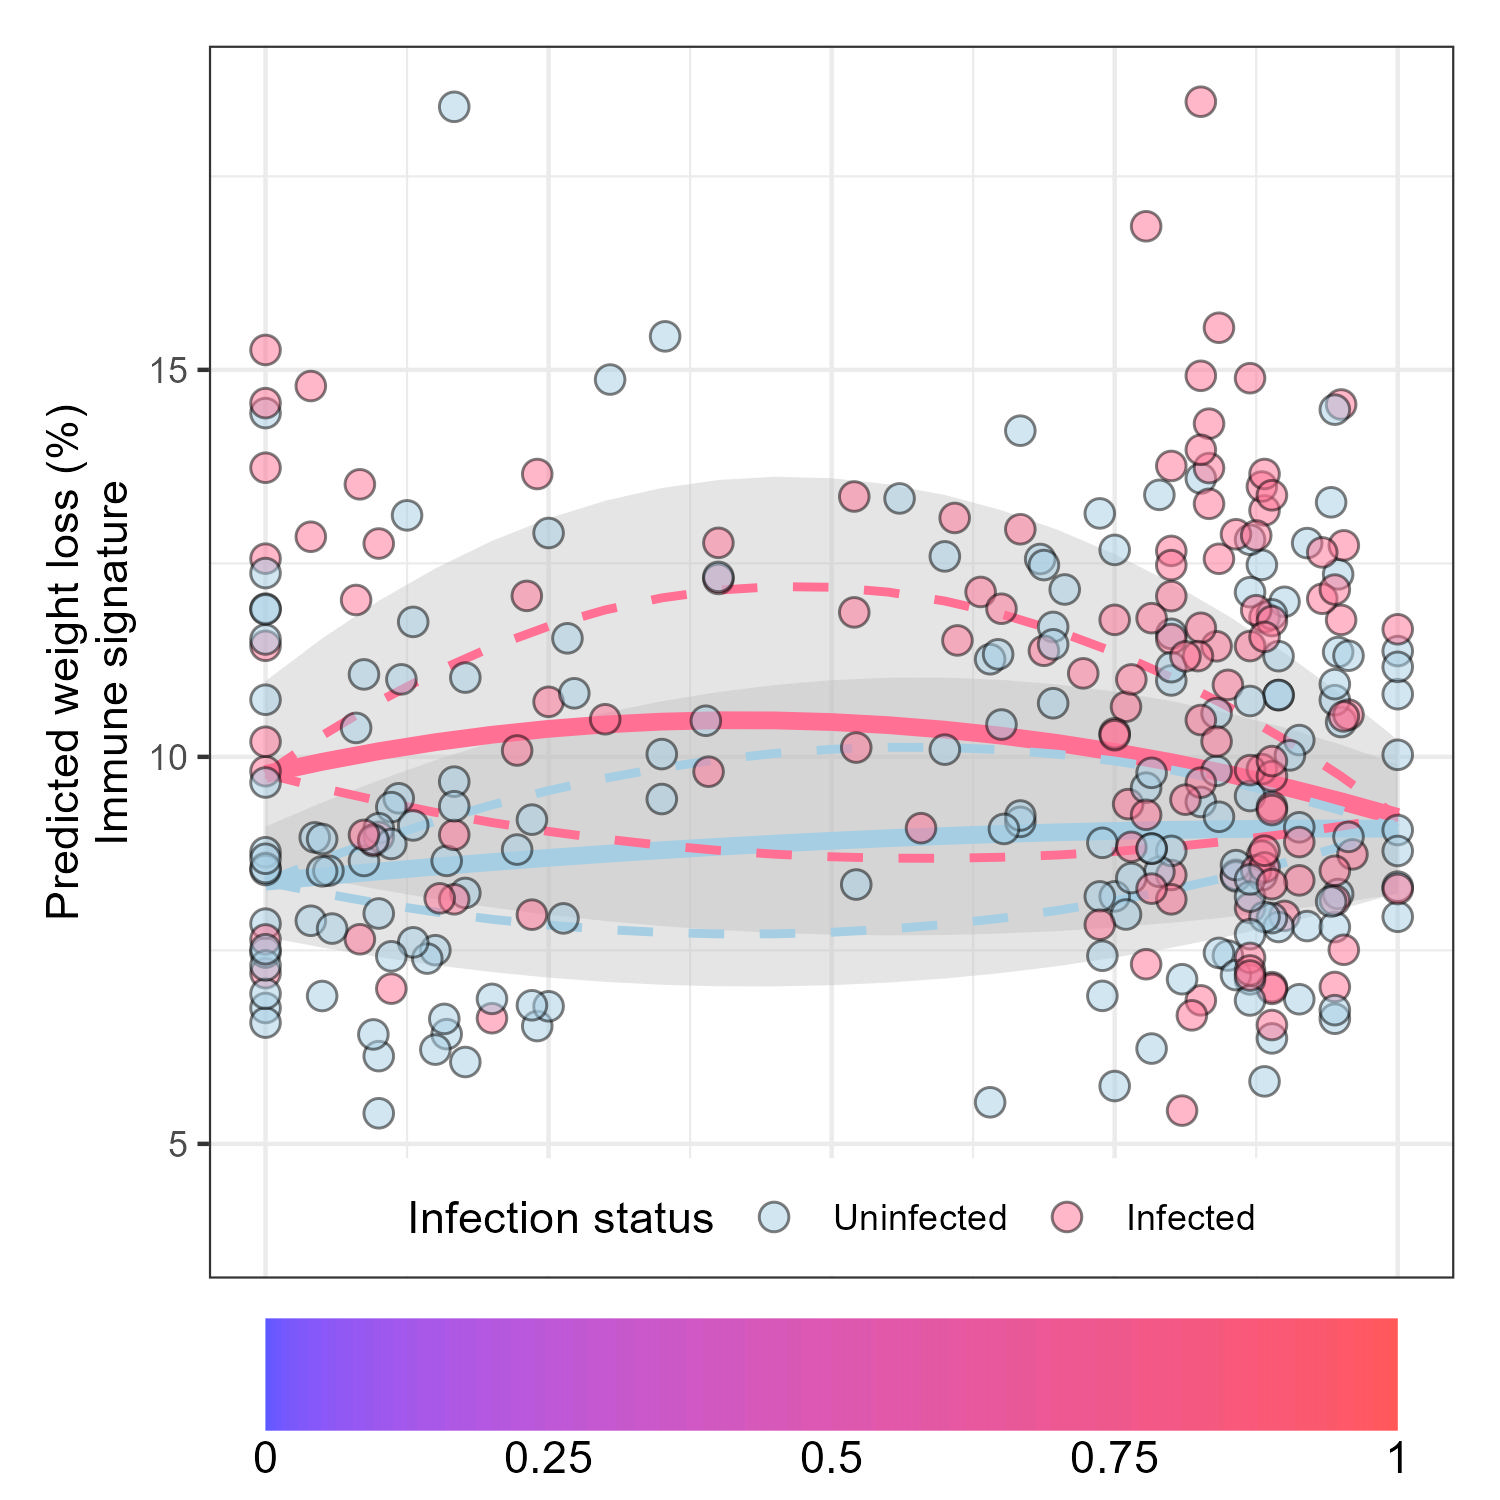 Predicted weight loss (%)
Immune signature
15
10
5
Infection status Uninfected Infected
0 0.25 0.5 0.75 1